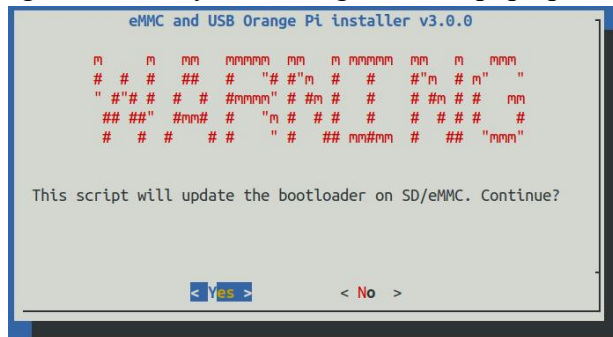 eMMC and USB Orange Pi installer v3.0.0
WARNING
This script will update the bootloader on SD/eMMC. Continue?
< Yes > < No >